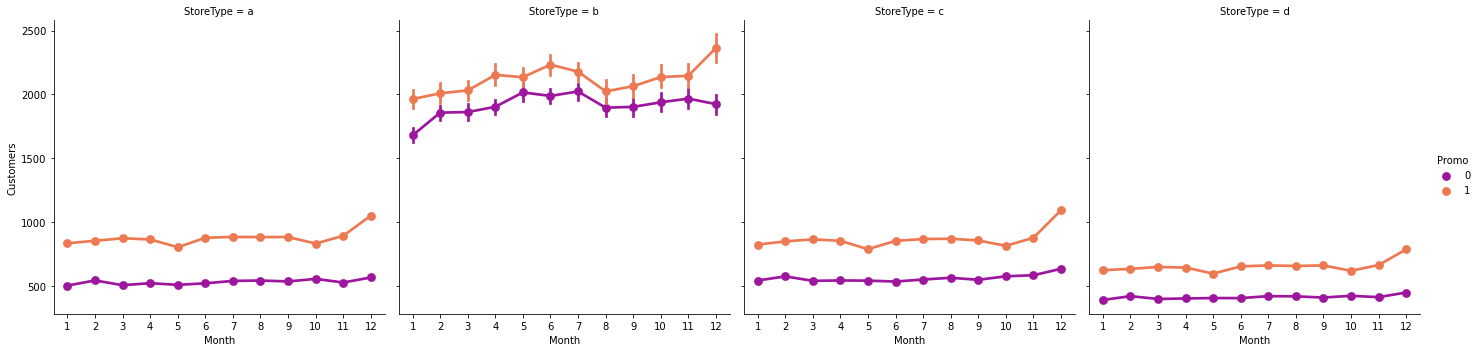 StoreType = a
StoreType = b
StoreType = c
StoreType = d
Customers
2500
2000
1500
1000
500
1 2 3 4 5 6 7 8 9 10 11 12
1 2 3 4 5 6 7 8 9 10 11 12
1 2 3 4 5 6 7 8 9 10 11 12
1 2 3 4 5 6 7 8 9 10 11 12
Month
Month
Month
Month
Promo
0
1